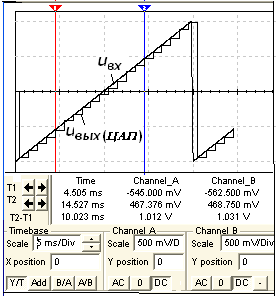 1 2
uвх
uвых(ЦАП)
Time Channel_A Channel_B
T1 4.505 ms -545.000 mV -562.500 mV
T2 14.527 ms 467.376 mV 468.750 mV
T2-T1 10.023 ms 1.012 V 1.031 V
Timebase Channel A Channel B
Scale 5 ms/Div Scale 500 mV/D Scale 500 mV/D
X position 0 Y position 0 Y position 0
Y/T Add B/A A/B AC 0 DC AC 0 DC -